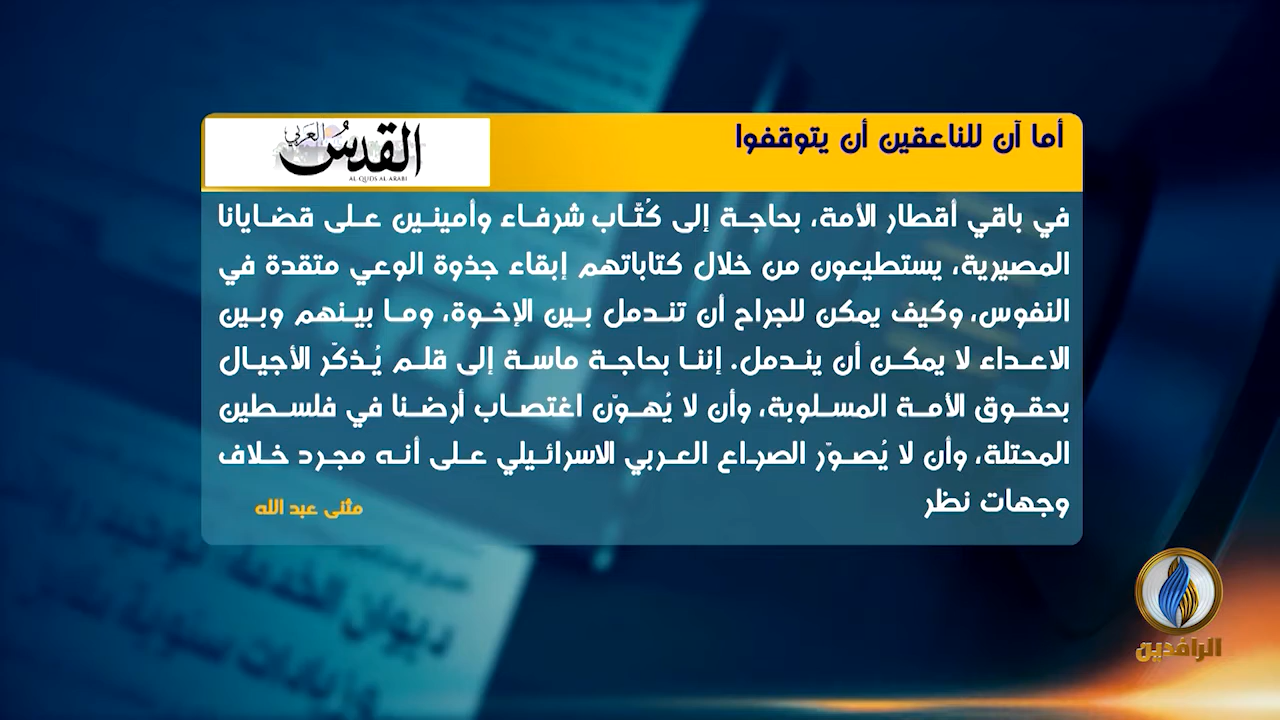 أما آن للناعقين أن يتوقفوا
القدس العربي
AL QUDS AL ARABI
في باقي أقطار الأمة، بحاجة إلى كُتّاب شرفاء وأمينين على قضايانا
المصيرية، يستطيعون من خلال كتاباتهم إبقاء جذوة الوعي متقدة في
النفوس، وكيف يمكن للجراح أن تندمل بين الإخوة، وما بينهم وبين
الاعداء لا يمكن أن يندمل. إننا بحاجة ماسة إلى قلم يُذكّر الأجيال
بحقوق الأمة المسلوبة، وأن لا يُهوّن اغتصاب أرضنا في فلسطين
المحتلة، وأن لا يُصوّر الصراع العربي الاسرائيلي على أنه مجرد خلاف
وجهات نظر
مثنى عبد الله
الرافدين
ديوان الخدمة:
سنوية